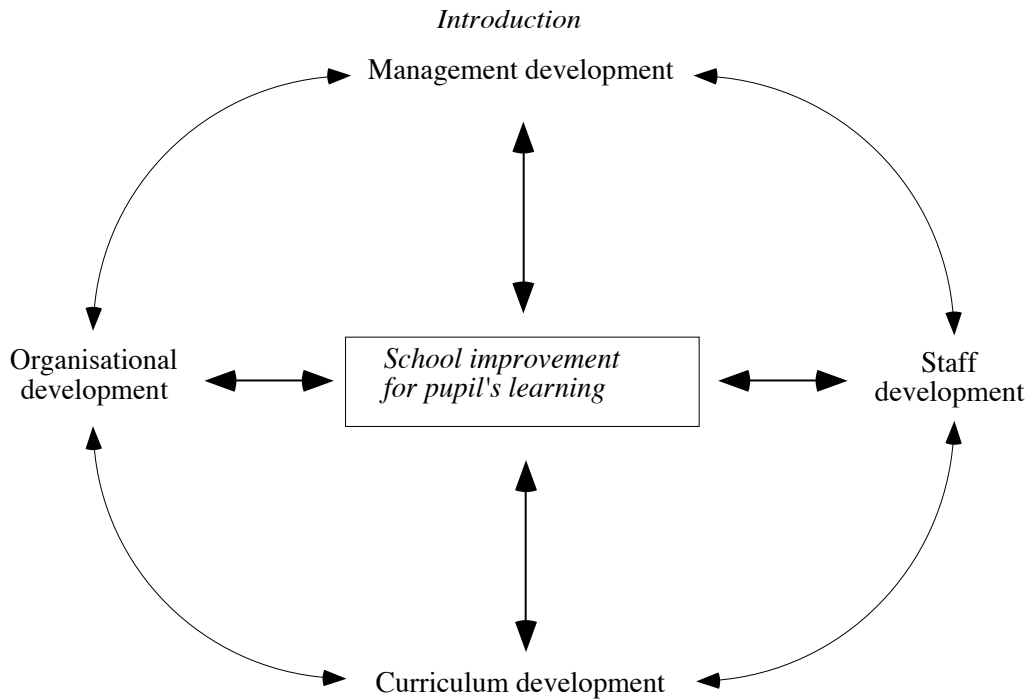 Introduction
Management development
Organisational
development
School improvement
for pupil's learning
Staff
development
Curriculum development